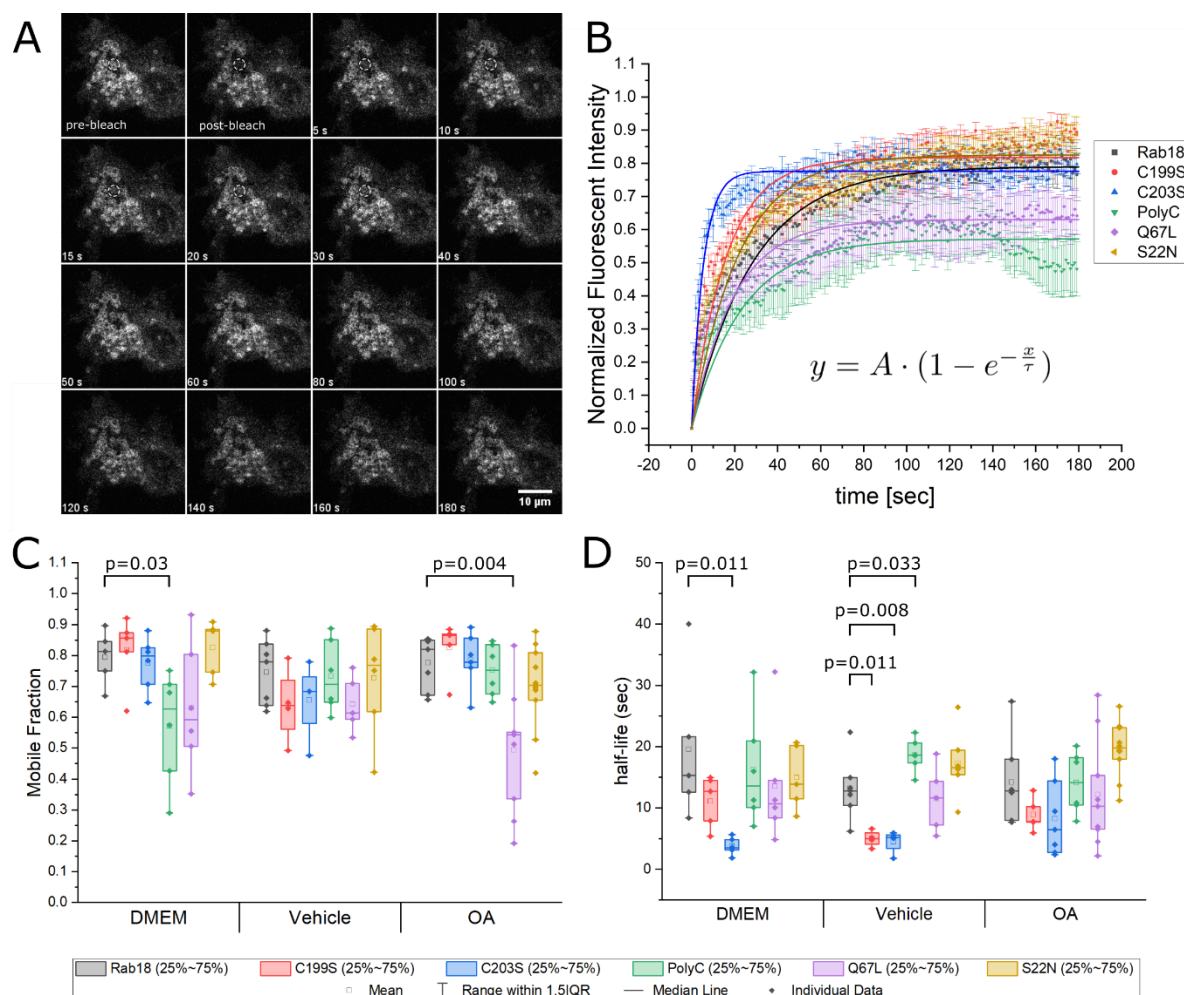 A
pre-bleach
post-bleach
5 s
10 s
15 s
20 s
30 s
40 s
50 s
60 s
80 s
100 s
120 s
140 s
160 s
180 s
10 µm
B
Normalized Fluorescent Intensity
1.1
1.0
0.9
0.8
0.7
0.6
0.5
0.4
0.3
0.2
0.1
0.0
-20 0 20 40 60 80 100 120 140 160 180 200
time [sec]
y = A · (1 − e^{−x/τ})
Rab18
C199S
C203S
PolyC
Q67L
S22N
C
Mobile Fraction
1.1
1.0
0.9
0.8
0.7
0.6
0.5
0.4
0.3
0.2
0.1
0.0
p=0.03
p=0.004
DMEM Vehicle OA
D
half-life (sec)
50
40
30
20
10
0
p=0.011
p=0.033
p=0.008
p=0.011
DMEM Vehicle OA
Rab18 (25%~75%) C199S (25%~75%) C203S (25%~75%) PolyC (25%~75%) Q67L (25%~75%) S22N (25%~75%)
Mean Range within 1.5IQR Median Line Individual Data